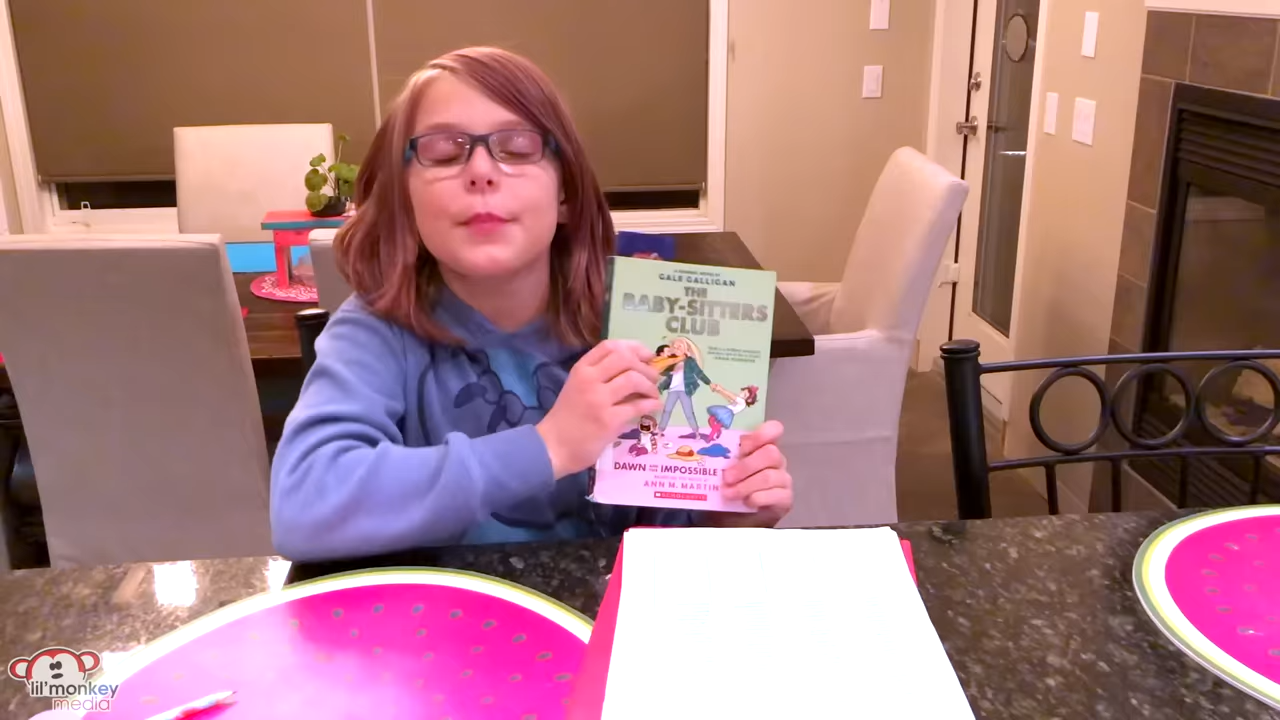 A GRAPHIC NOVEL BY
GALE GALLIGAN
THE
BABY-SITTERS
CLUB
DAWN AND THE IMPOSSIBLE T
ANN M. MARTIN
SCHOLASTIC
lil'monkey
media